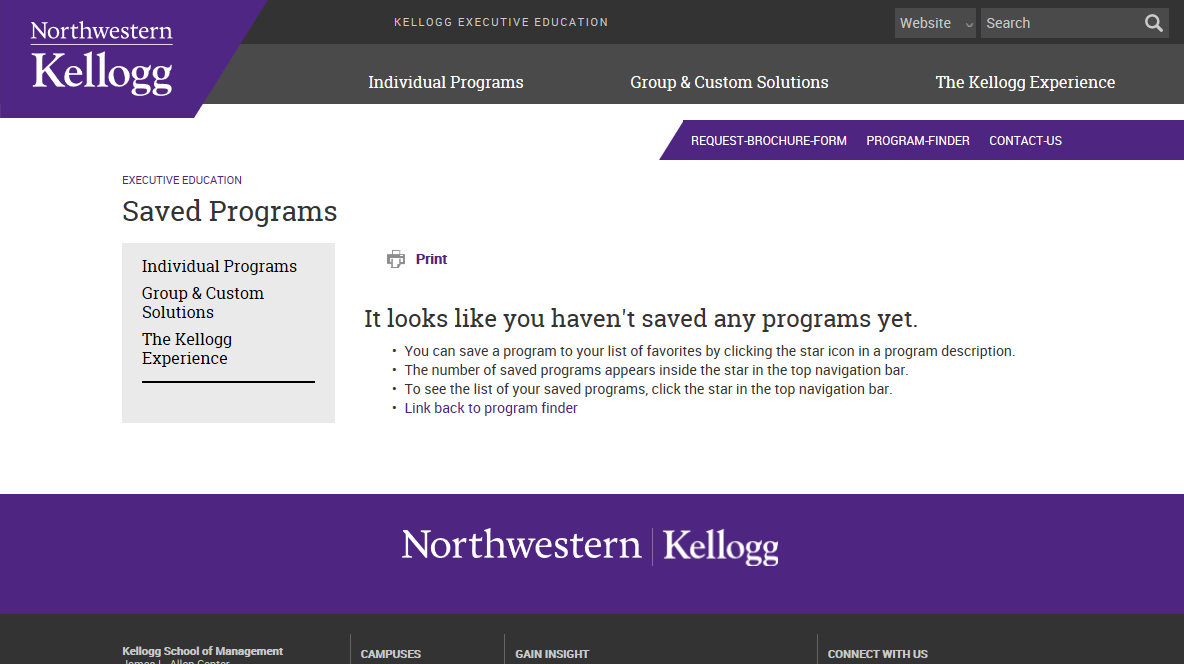 Northwestern
Kellogg
KELLOGG EXECUTIVE EDUCATION
Website
Search
Individual Programs
Group & Custom Solutions
The Kellogg Experience
REQUEST-BROCHURE-FORM
PROGRAM-FINDER
CONTACT-US
EXECUTIVE EDUCATION
Saved Programs
Individual Programs
Group & Custom
Solutions
The Kellogg
Experience
Print
It looks like you haven't saved any programs yet.
• You can save a program to your list of favorites by clicking the star icon in a program description.
• The number of saved programs appears inside the star in the top navigation bar.
• To see the list of your saved programs, click the star in the top navigation bar.
• Link back to program finder
Northwestern | Kellogg
Kellogg School of Management
James L. Allen Center
CAMPUSES
GAIN INSIGHT
CONNECT WITH US